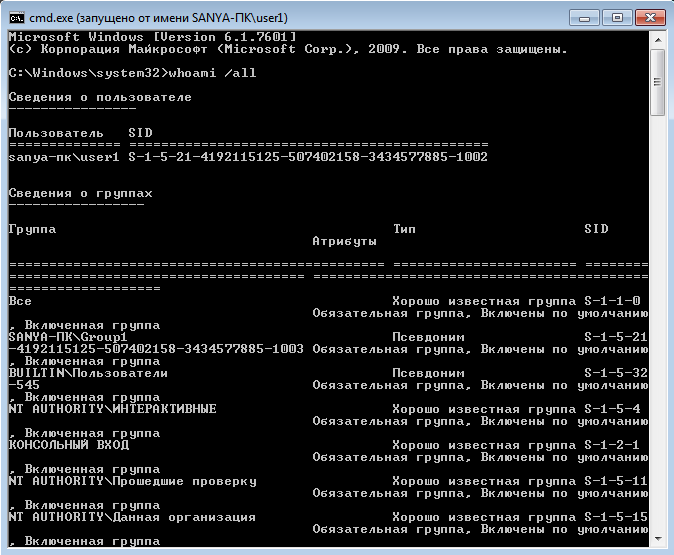 cmd.exe (запущено от имени SANYA-ПК\user1)
Microsoft Windows [Version 6.1.7601]
(c) Корпорация Майкрософт (Microsoft Corp.), 2009. Все права защищены.
C:\Windows\system32>whoami /all
Сведения о пользователе
----------------
Пользователь SID
============== =============================================
sanya-пк\user1 S-1-5-21-4192115125-507402158-3434577885-1002
Сведения о группах
-----------------
Группа Тип SID
Атрибуты
=============================================== ======================= ========
===================================== ==========================================
===================
Все Хорошо известная группа S-1-1-0
Обязательная группа, Включены по умолчанию
, Включенная группа
SANYA-ПК\Group1 Псевдоним S-1-5-21
-4192115125-507402158-3434577885-1003 Обязательная группа, Включены по умолчанию
, Включенная группа
BUILTIN\Пользователи Псевдоним S-1-5-32
-545 Обязательная группа, Включены по умолчанию
, Включенная группа
NT AUTHORITY\ИНТЕРАКТИВНЫЕ Хорошо известная группа S-1-5-4
Обязательная группа, Включены по умолчанию
, Включенная группа
КОНСОЛЬНЫЙ ВХОД Хорошо известная группа S-1-2-1
Обязательная группа, Включены по умолчанию
, Включенная группа
NT AUTHORITY\Прошедшие проверку Хорошо известная группа S-1-5-11
Обязательная группа, Включены по умолчанию
, Включенная группа
NT AUTHORITY\Данная организация Хорошо известная группа S-1-5-15
Обязательная группа, Включены по умолчанию
, Включенная группа